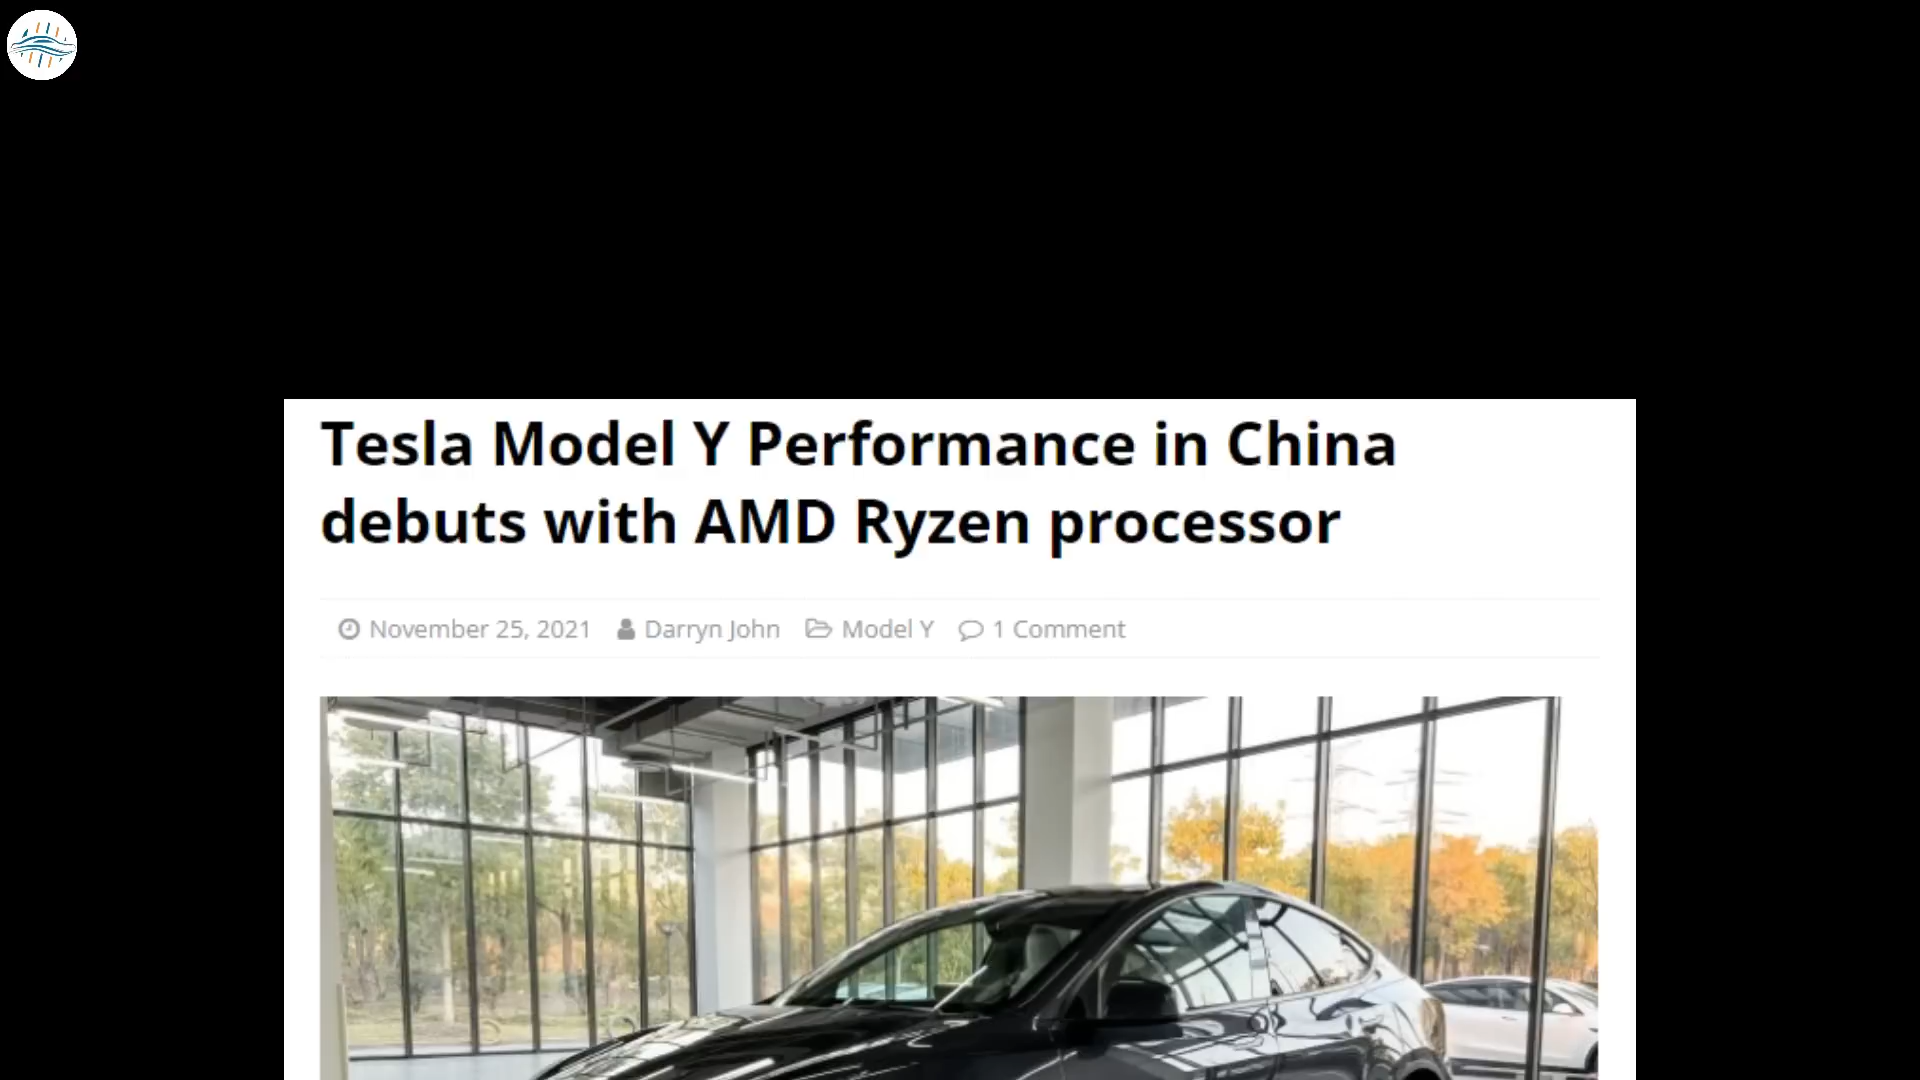 Tesla Model Y Performance in China
debuts with AMD Ryzen processor
November 25, 2021 Darryn John Model Y 1 Comment